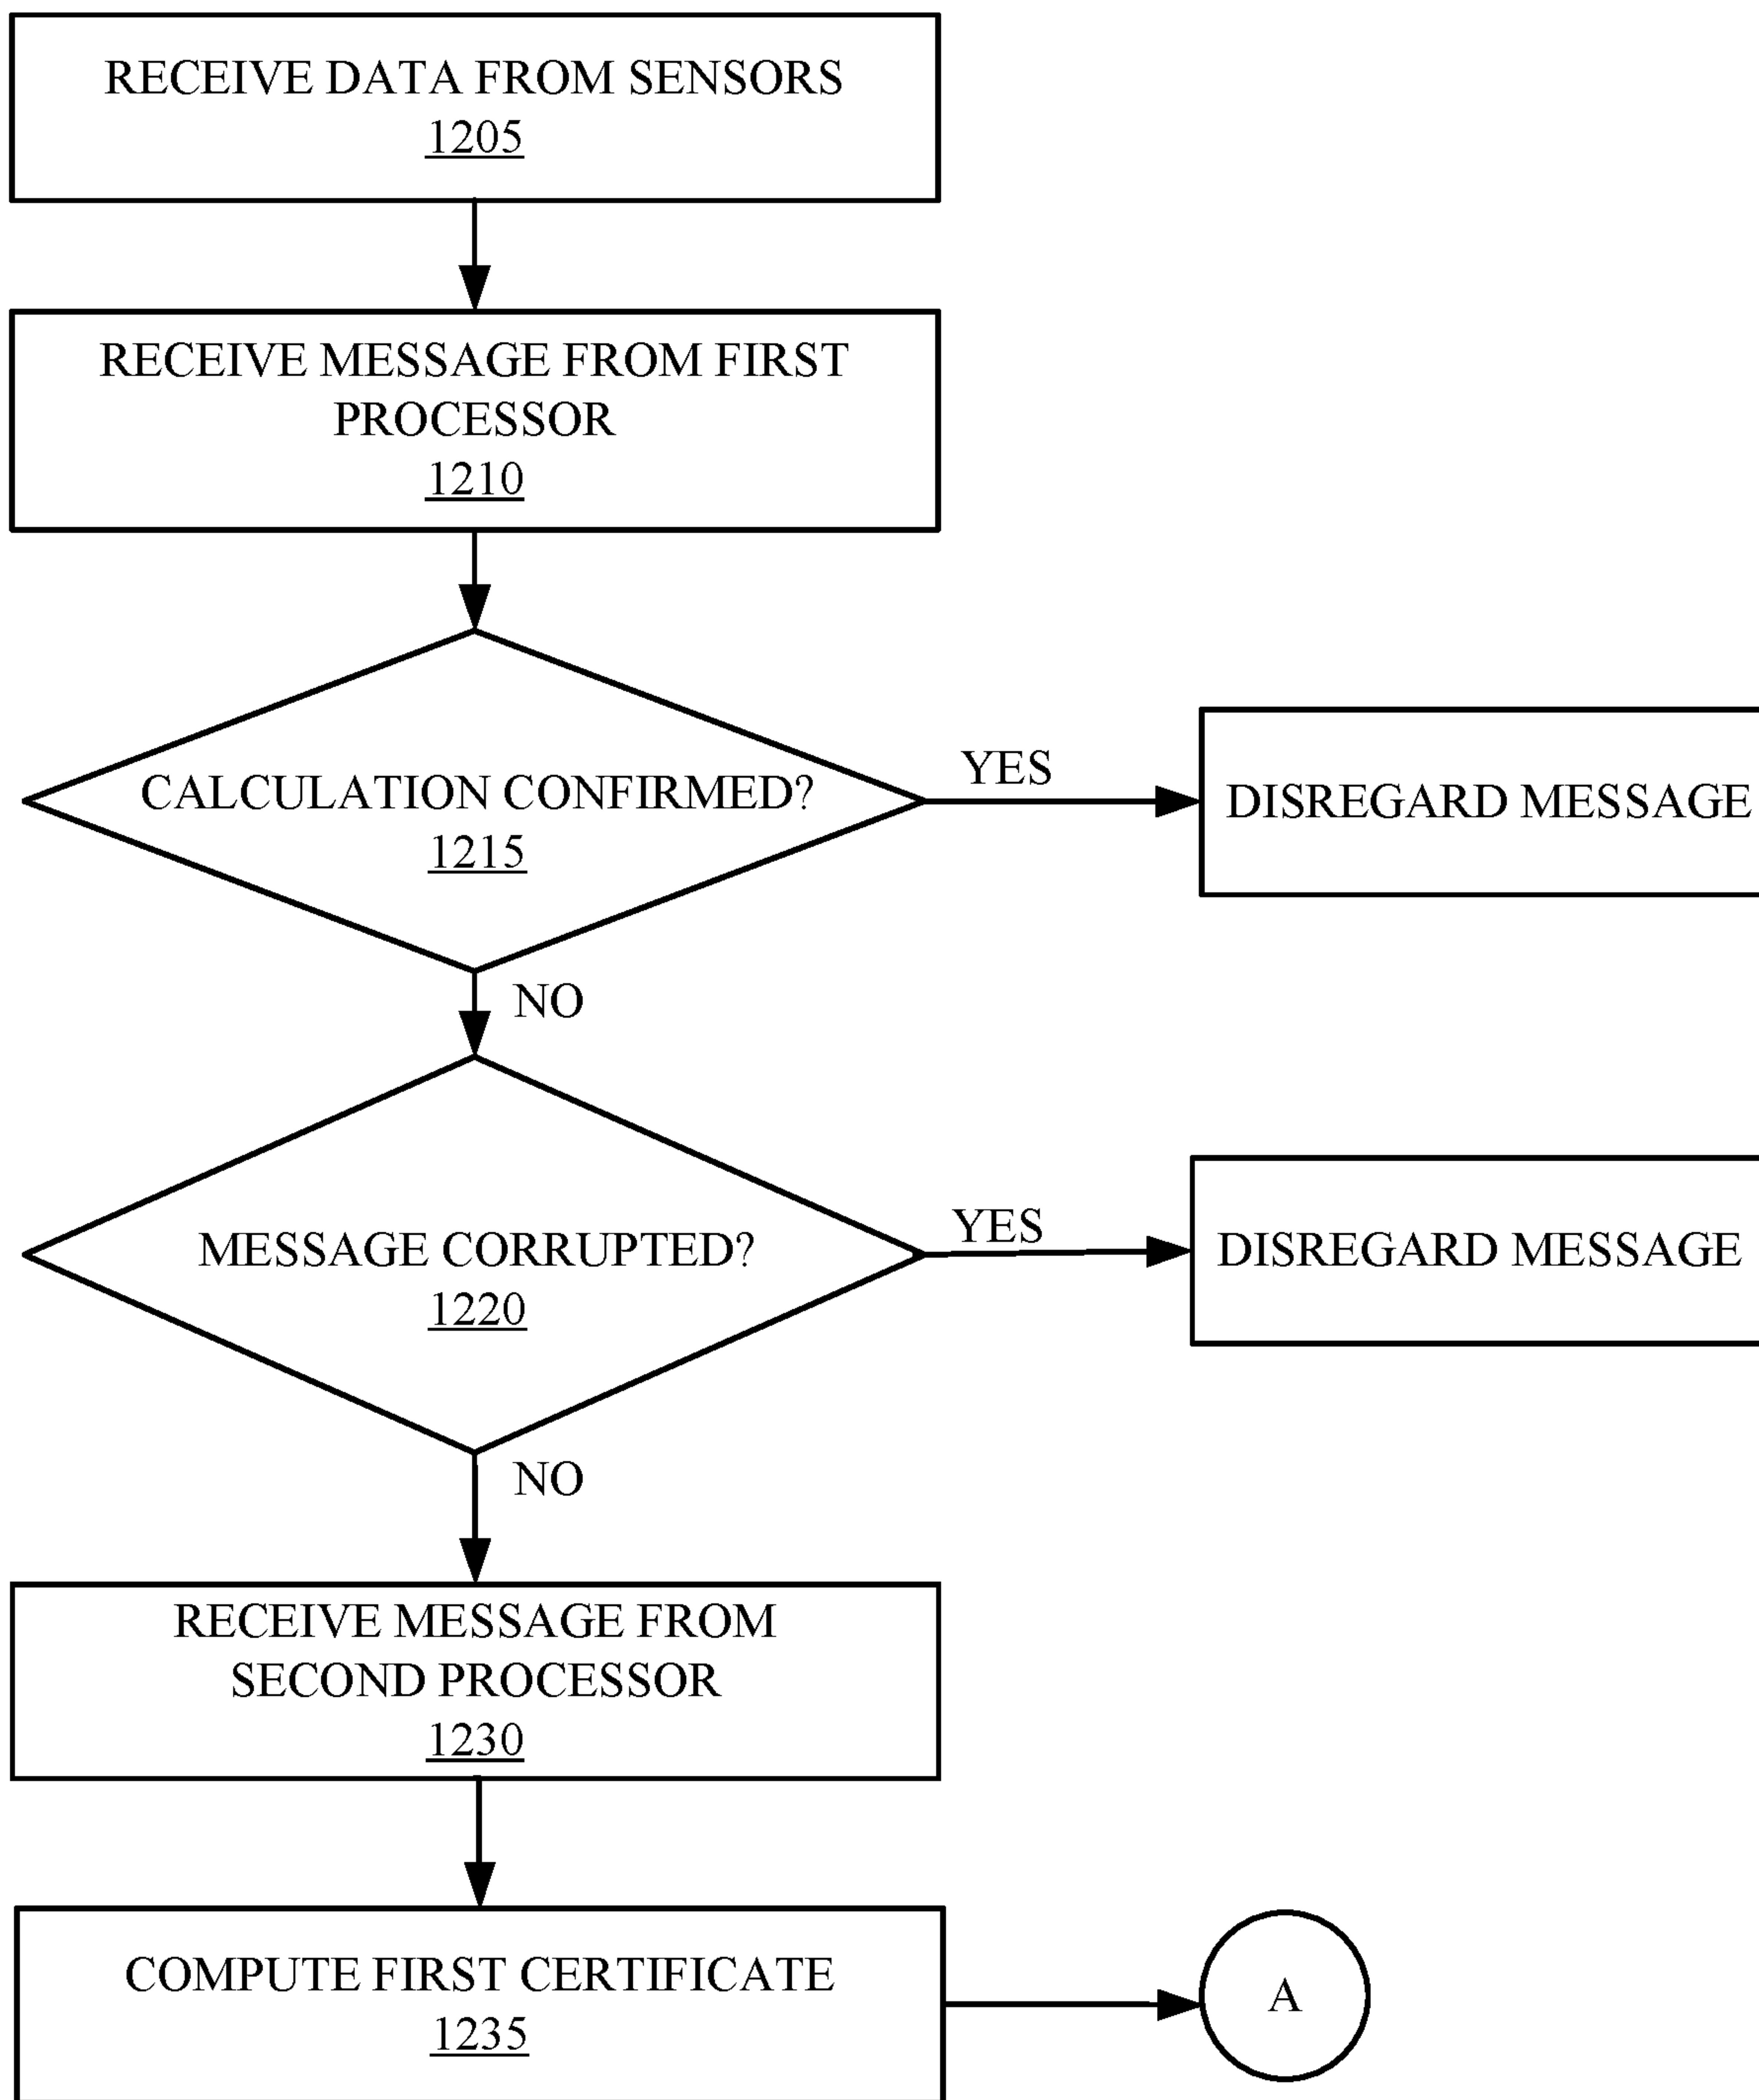 RECEIVE DATA FROM SENSORS
1205
RECEIVE MESSAGE FROM FIRST
PROCESSOR
1210
CALCULATION CONFIRMED?
1215
YES
DISREGARD MESSAGE
NO
MESSAGE CORRUPTED?
1220
YES
DISREGARD MESSAGE
NO
RECEIVE MESSAGE FROM
SECOND PROCESSOR
1230
COMPUTE FIRST CERTIFICATE
1235
A